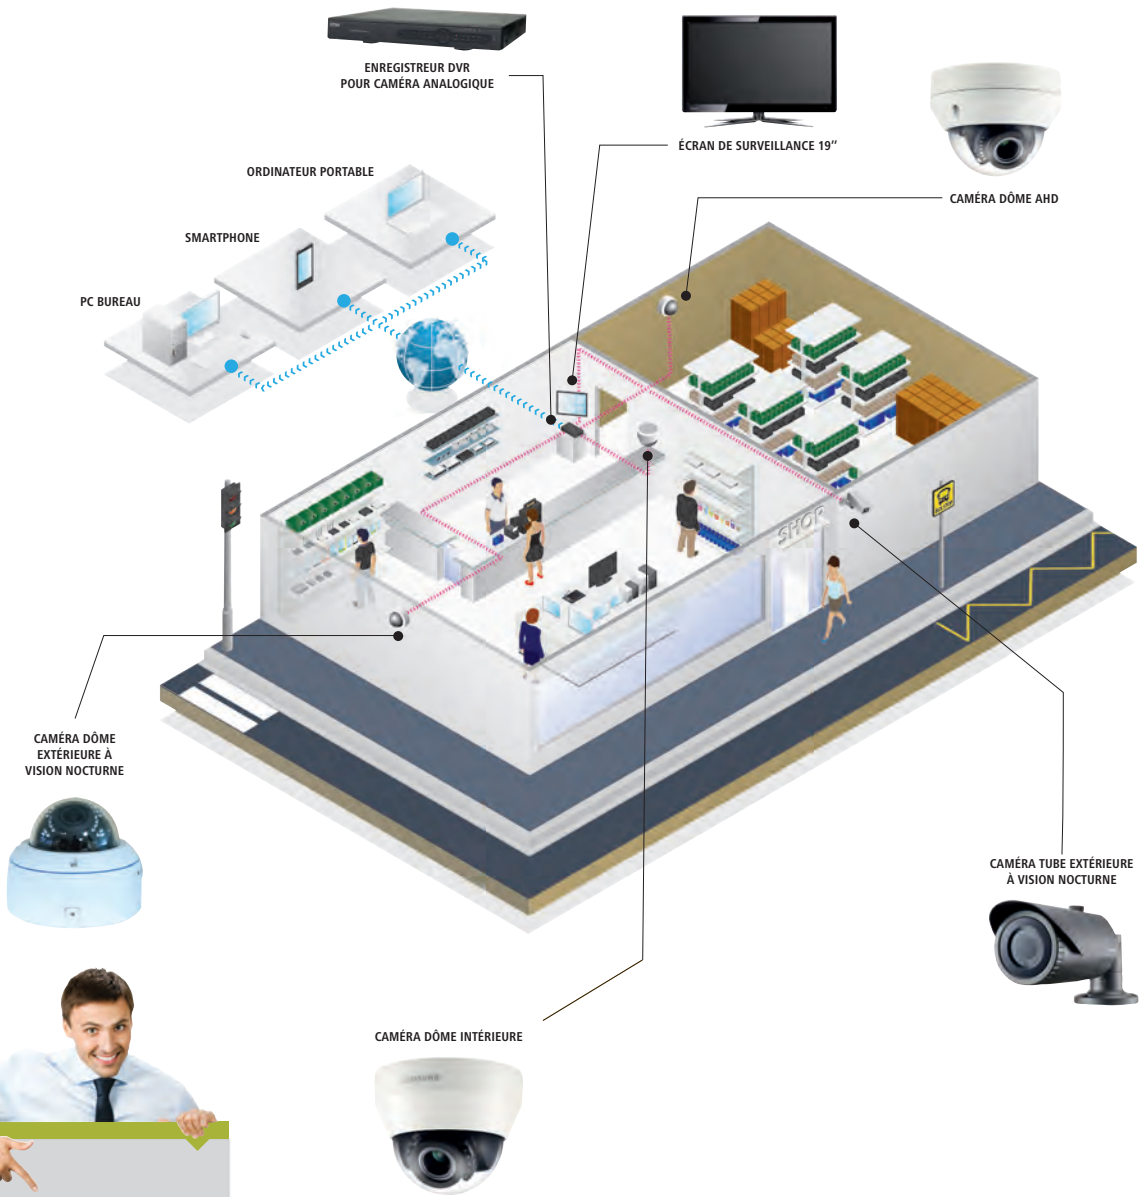 ENREGISTREUR DVR
POUR CAMÉRA ANALOGIQUE
ÉCRAN DE SURVEILLANCE 19’’
CAMÉRA DÔME AHD
ORDINATEUR PORTABLE
SMARTPHONE
PC BUREAU
SHOP
CAMÉRA DÔME
EXTÉRIEURE À
VISION NOCTURNE
CAMÉRA TUBE EXTÉRIEURE
À VISION NOCTURNE
CAMÉRA DÔME INTÉRIEURE